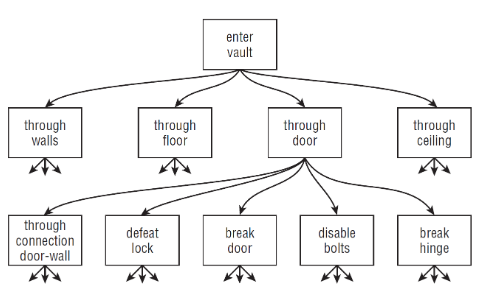 enter
vault
through
walls
through
floor
through
door
through
ceiling
through
connection
door-wall
defeat
lock
break
door
disable
bolts
break
hinge